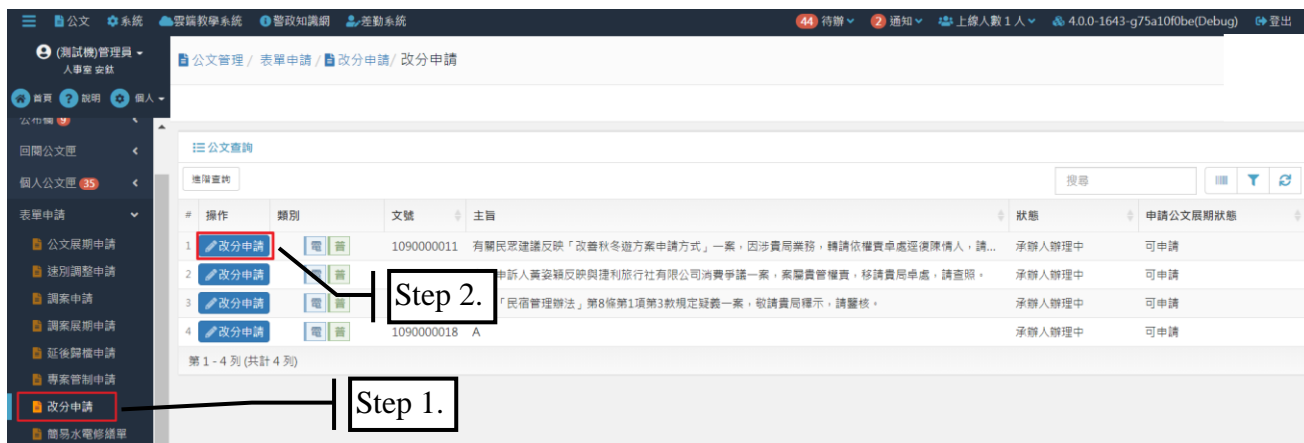 公文 系統 雲端教學系統 警政知識網 差勤系統 44 待辦 2 通知 上線人數 1 人 4.0.0-1643-g75a10f0be(Debug) 登出
(測試機)管理員
人事室 安鈦
首頁 說明 個人
公文管理 / 表單申請 / 改分申請/ 改分申請
公布欄 9
回閱公文匣
個人公文匣 35
表單申請
公文展期申請
速別調整申請
調案申請
調案展期申請
延後歸檔申請
專案管制申請
改分申請
簡易水電修繕單
公文查詢
進階查詢 搜尋
# 操作 類別 文號 主旨 狀態 申請公文展期狀態
1 改分申請 電 普 1090000011 有關民眾建議反映「改善秋冬遊方案申請方式」一案，因涉貴局業務，轉請依權責卓處逕復陳情人，請... 承辦人辦理中 可申請
2 改分申請 電 普 申訴人黃姿穎反映與捷利旅行社有限公司消費爭議一案，案屬貴管權責，移請貴局卓處，請查照。 承辦人辦理中 可申請
3 改分申請 電 普 「民宿管理辦法」第8條第1項第3款規定疑義一案，敬請貴局釋示，請鑒核。 承辦人辦理中 可申請
4 改分申請 電 普 1090000018 A 承辦人辦理中 可申請
第 1 - 4 列 (共計 4 列)
Step 2.
Step 1.